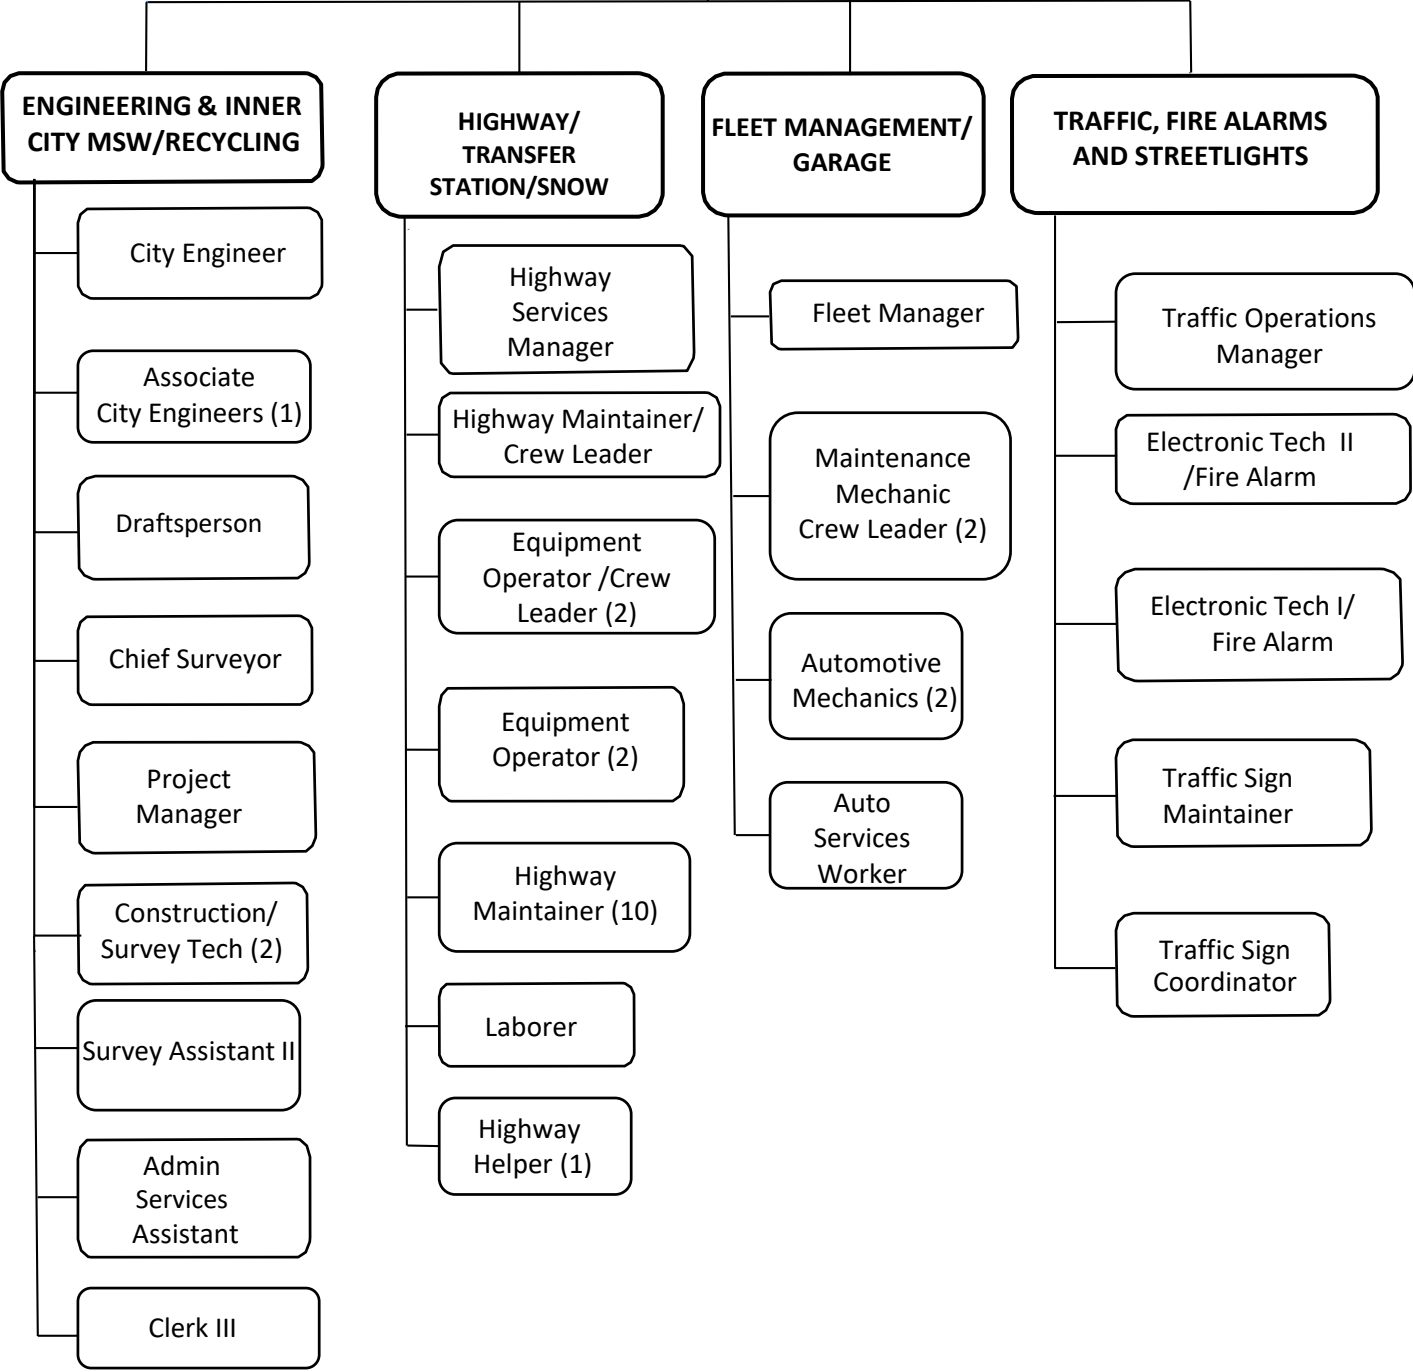 ENGINEERING & INNER
CITY MSW/RECYCLING
City Engineer
Associate
City Engineers (1)
Draftsperson
Chief Surveyor
Project
Manager
Construction/
Survey Tech (2)
Survey Assistant II
Admin
Services
Assistant
Clerk III
HIGHWAY/
TRANSFER
STATION/SNOW
Highway
Services
Manager
Highway Maintainer/
Crew Leader
Equipment
Operator /Crew
Leader (2)
Equipment
Operator (2)
Highway
Maintainer (10)
Laborer
Highway
Helper (1)
FLEET MANAGEMENT/
GARAGE
Fleet Manager
Maintenance
Mechanic
Crew Leader (2)
Automotive
Mechanics (2)
Auto
Services
Worker
TRAFFIC, FIRE ALARMS
AND STREETLIGHTS
Traffic Operations
Manager
Electronic Tech II
/Fire Alarm
Electronic Tech I/
Fire Alarm
Traffic Sign
Maintainer
Traffic Sign
Coordinator